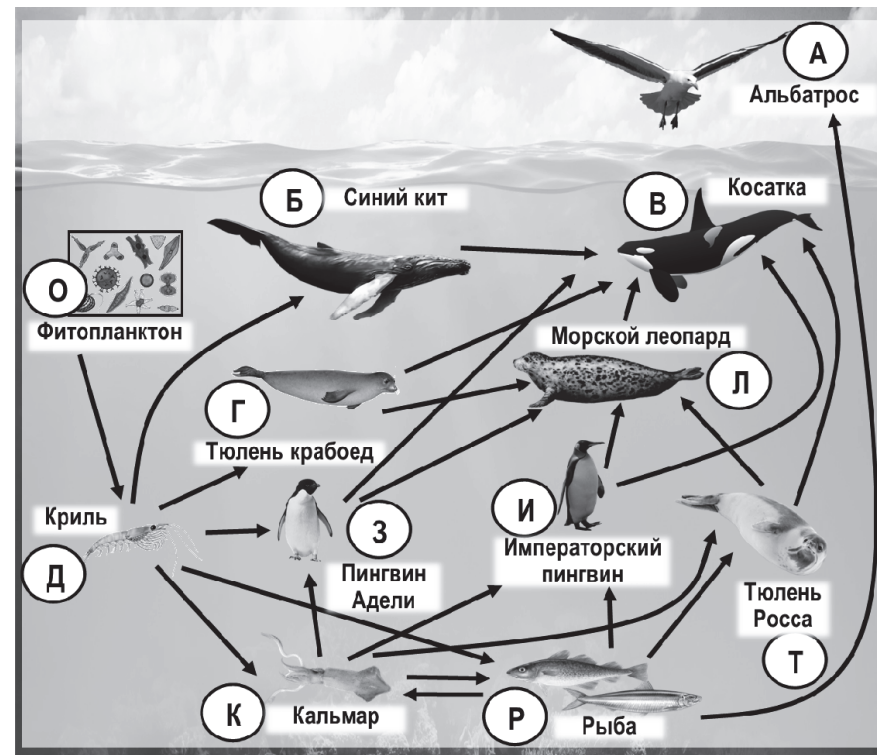 А
Альбатрос
Б
Синий кит
В
Косатка
О
Фитопланктон
Морской леопард
Л
Г
Тюлень крабоед
Криль
Д
З
Пингвин
Адели
И
Императорский
пингвин
Тюлень
Росса
Т
К
Кальмар
Р
Рыба